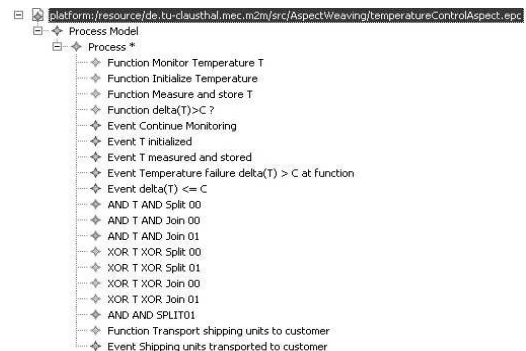 platform:/resource/de.tu-clausthal.mec.m2m/src/AspectWeaving/temperatureControlAspect.epc
Process Model
Process *
Function Monitor Temperature T
Function Initialize Temperature
Function Measure and store T
Function delta(T)>C ?
Event Continue Monitoring
Event T initialized
Event T measured and stored
Event Temperature failure delta(T) > C at function
Event delta(T) <= C
AND T AND Split 00
AND T AND Join 00
AND T AND Join 01
XOR T XOR Split 00
XOR T XOR Split 01
XOR T XOR Join 00
XOR T XOR Join 01
AND AND SPLIT01
Function Transport shipping units to customer
Event Shipping units transported to customer